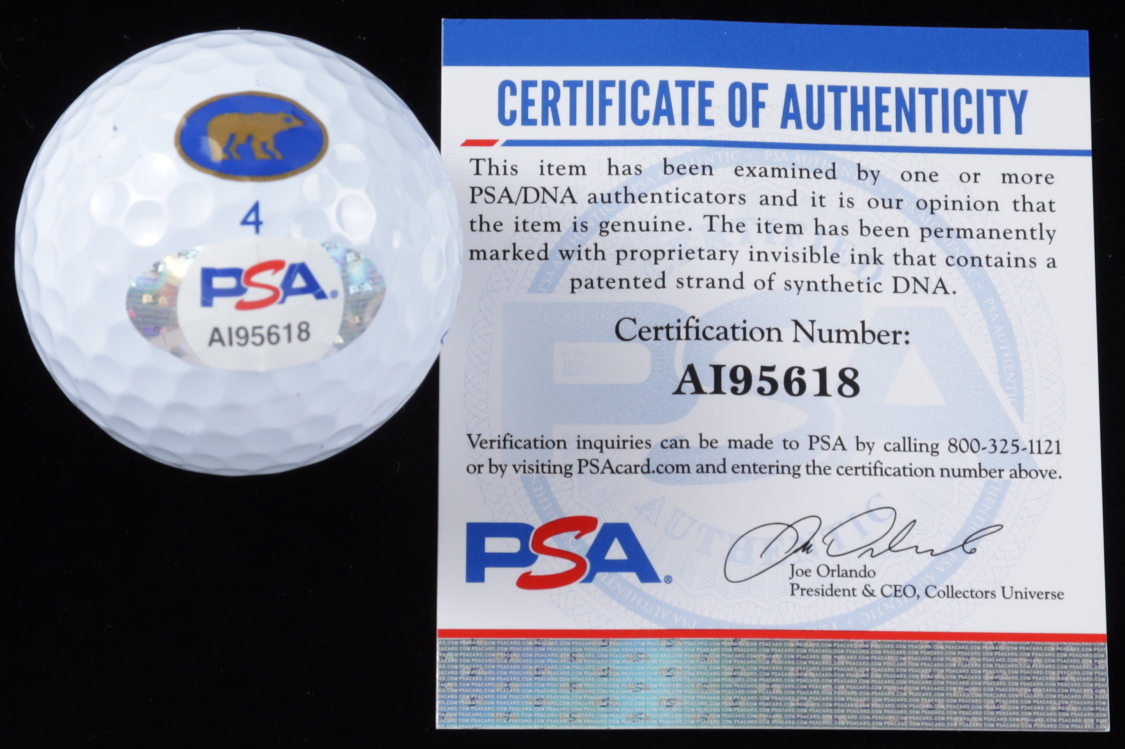 4
PSA.
AI95618
CERTIFICATE OF AUTHENTICITY
This item has been examined by one or more
PSA/DNA authenticators and it is our opinion that
the item is genuine. The item has been permanently
marked with proprietary invisible ink that contains a
patented strand of synthetic DNA.
Certification Number:
AI95618
Verification inquiries can be made to PSA by calling 800-325-1121
or by visiting PSAcard.com and entering the certification number above.
PSA®
Joe Orlando
President & CEO, Collectors Universe